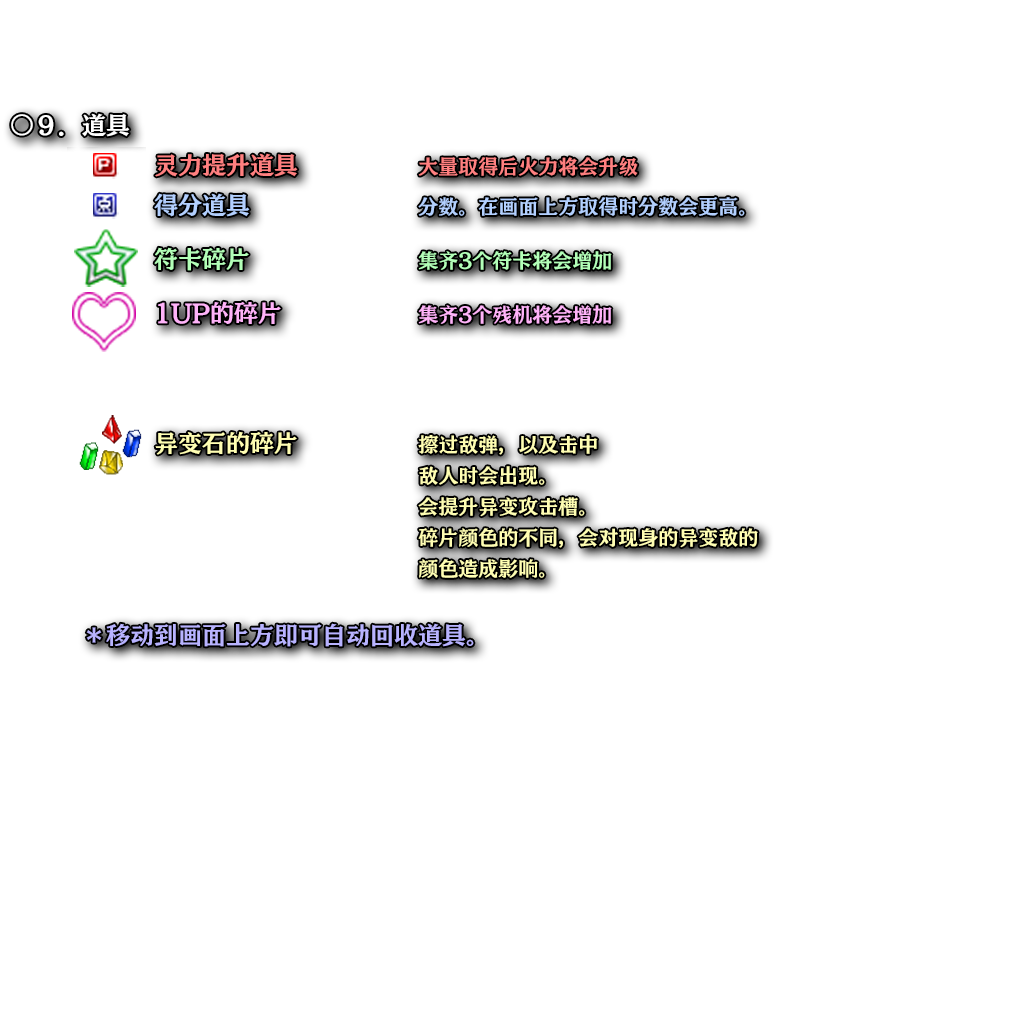 ◎9．道具
P 灵力提升道具 大量取得后火力将会升级
点 得分道具 分数。在画面上方取得时分数会更高。
符卡碎片 集齐3个符卡将会增加
1UP的碎片 集齐3个残机将会增加
异变石的碎片 擦过敌弹，以及击中
敌人时会出现。
会提升异变攻击槽。
碎片颜色的不同，会对现身的异变敌的
颜色造成影响。
＊移动到画面上方即可自动回收道具。